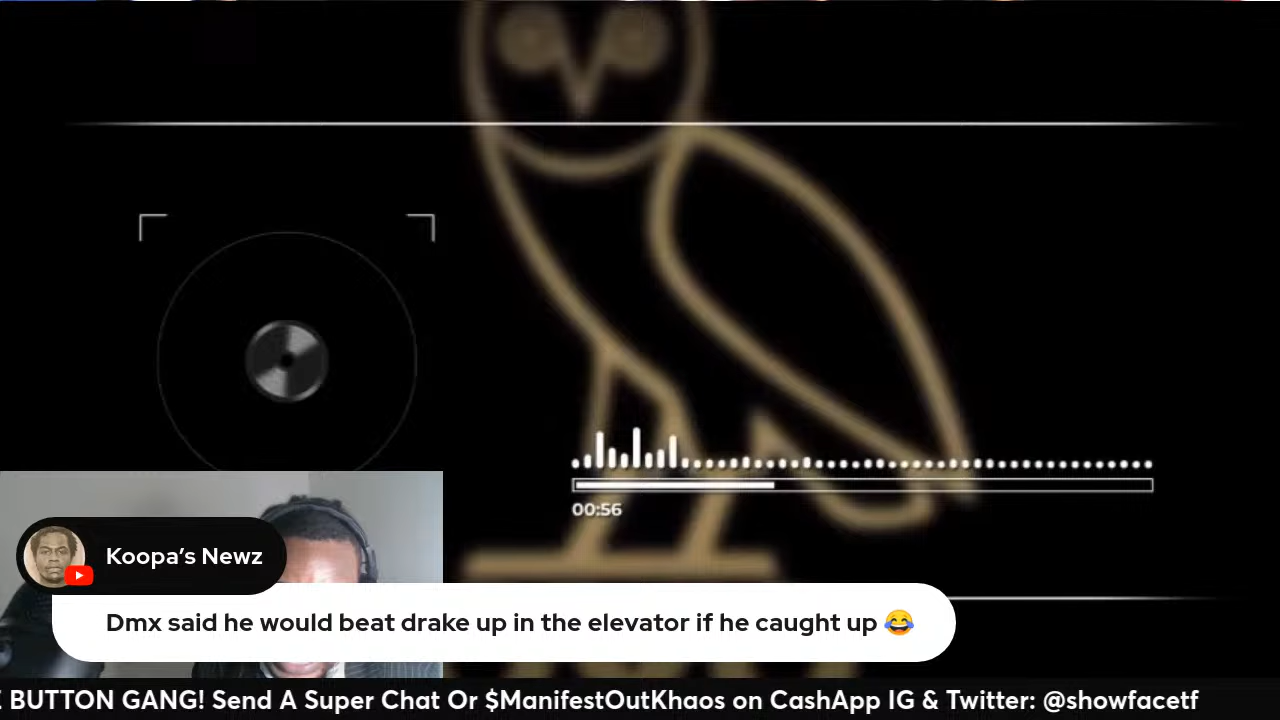 00:56
Koopa’s Newz
Dmx said he would beat drake up in the elevator if he caught up 😂
BUTTON GANG! Send A Super Chat Or $ManifestOutKhaos on CashApp IG & Twitter: @showfacetf